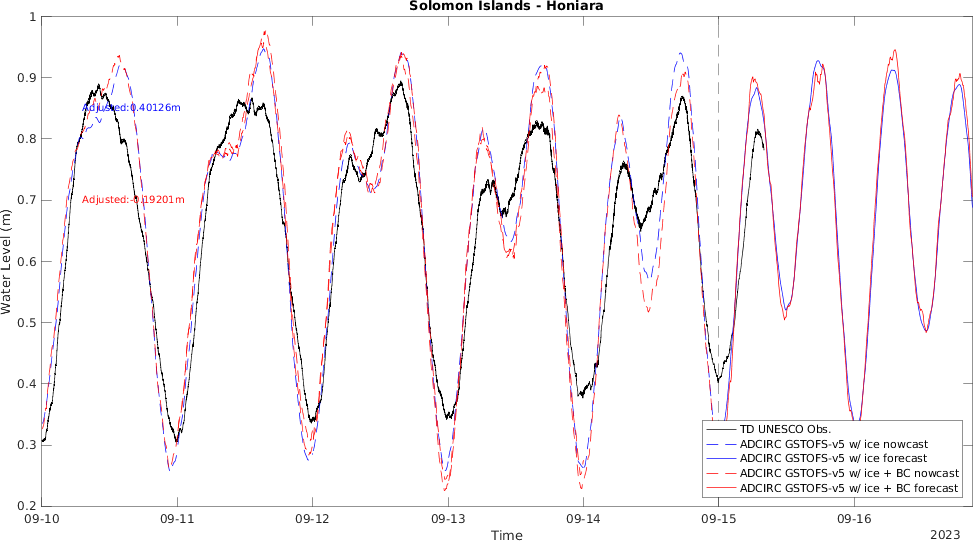 Solomon Islands - Honiara
1
0.9
0.8
0.7
0.6
0.5
0.4
0.3
0.2
Water Level (m)
Adjusted:0.40126m
Adjusted:-0.19201m
TD UNESCO Obs.
ADCIRC GSTOFS-v5 w/ ice nowcast
ADCIRC GSTOFS-v5 w/ ice forecast
ADCIRC GSTOFS-v5 w/ ice + BC nowcast
ADCIRC GSTOFS-v5 w/ ice + BC forecast
09-10 09-11 09-12 09-13 09-14 09-15 09-16
Time
2023